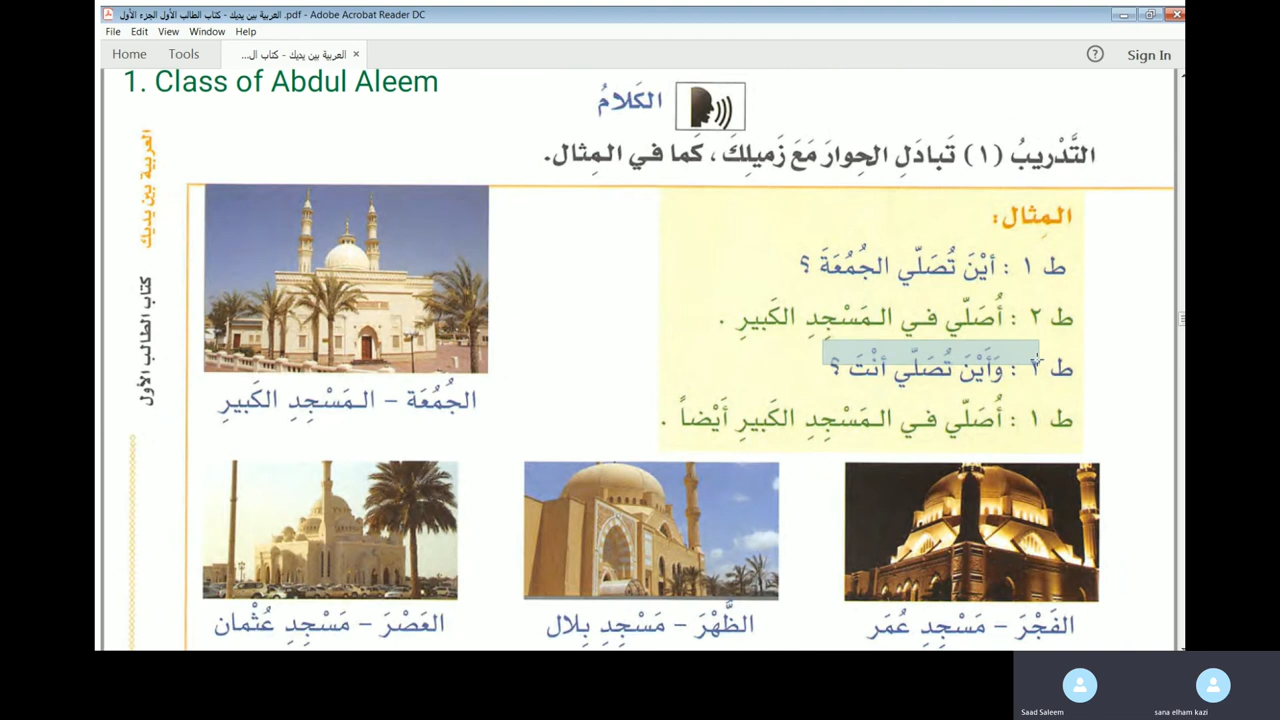 العربية بين يديك - كتاب الطالب الأول الجزء الأول .pdf - Adobe Acrobat Reader DC
File Edit View Window Help
Home Tools العربية بين يديك - كتاب ال... × ? Sign In
1. Class of Abdul Aleem
الكَلامُ
التَّدْريبُ (١) تَبادَلِ الحِوارَ مَعَ زَميلِكَ ، كَما في المِثال.
المِثال:
ط ١ : أيْنَ تُصَلّي الجُمُعَةَ ؟
ط ٢ : أُصَلّي في المَسْجِدِ الكَبيرِ .
ط ٢ : وَأَيْنَ تُصَلّي أنْتَ ؟
ط ١ : أُصَلّي في المَسْجِدِ الكَبيرِ أَيْضاً .
الجُمُعَة – المَسْجِدِ الكَبيرِ
الفَجْرَ – مَسْجِدِ عُمَر
الظُّهْرَ – مَسْجِدِ بِلال
العَصْرَ – مَسْجِدِ عُثْمان
العربية بين يديك
كتاب الطالب الأول
Saad Saleem
sana elham kazi